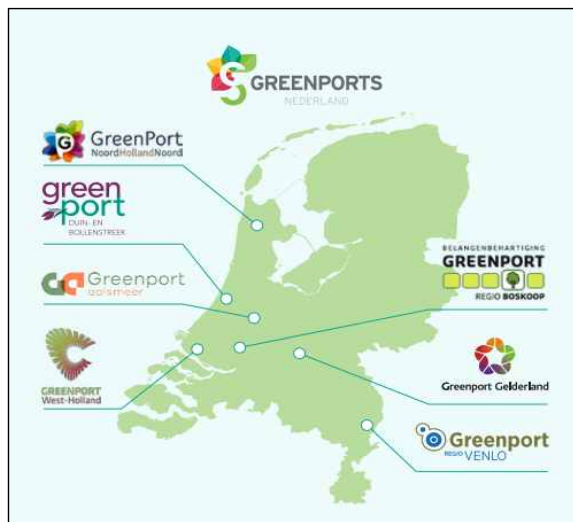 GREENPORTS
NEDERLAND
G
GreenPort
NoordHollandNoord
green
port
DUIN- EN
BOLLENSTREEK
Greenport
aalsmeer
BELANGENBEHARTIGING
GREENPORT
REGIO BOSKOOP
GREENPORT
West-Holland
Greenport Gelderland
Greenport
REGIO VENLO